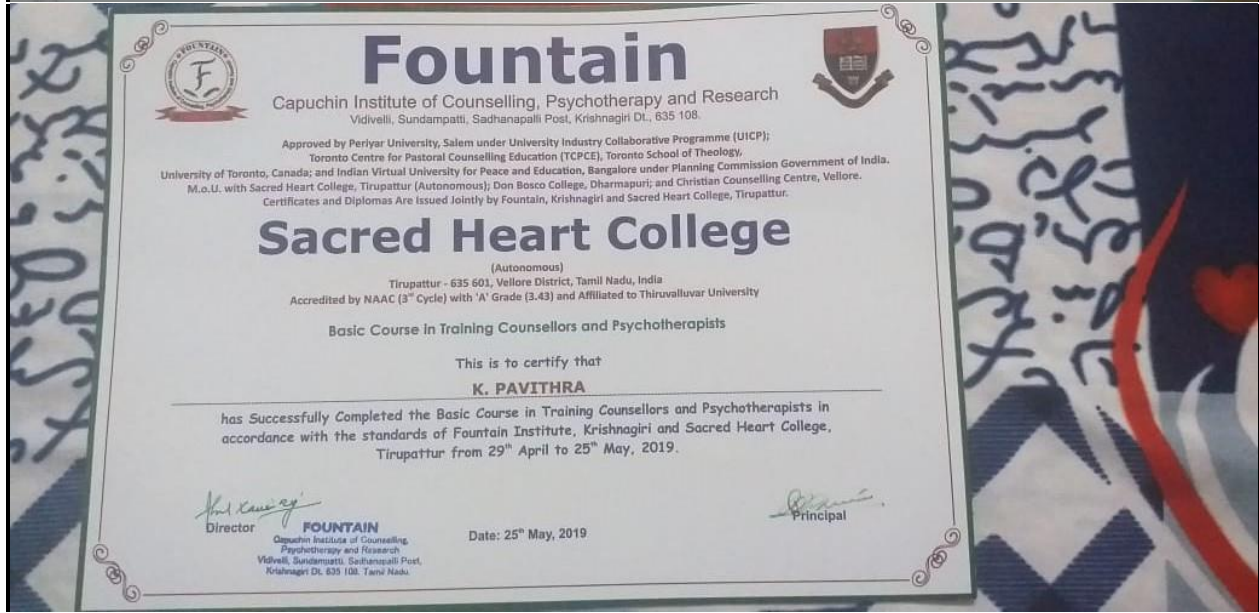 FOUNTAIN
F
Fountain
Capuchin Institute of Counselling, Psychotherapy and Research
Vidivelli, Sundampatti, Sadhanapalli Post, Krishnagiri Dt., 635 108.
Approved by Periyar University, Salem under University Industry Collaborative Programme (UICP);
Toronto Centre for Pastoral Counselling Education (TCPCE), Toronto School of Theology,
University of Toronto, Canada; and Indian Virtual University for Peace and Education, Bangalore under Planning Commission Government of India.
M.o.U. with Sacred Heart College, Tirupattur (Autonomous); Don Bosco College, Dharmapuri; and Christian Counselling Centre, Vellore.
Certificates and Diplomas Are Issued Jointly by Fountain, Krishnagiri and Sacred Heart College, Tirupattur.
Sacred Heart College
(Autonomous)
Tirupattur - 635 601, Vellore District, Tamil Nadu, India
Accredited by NAAC (3rd Cycle) with 'A' Grade (3.43) and Affiliated to Thiruvalluvar University
Basic Course in Training Counsellors and Psychotherapists
This is to certify that
K. PAVITHRA
has Successfully Completed the Basic Course in Training Counsellors and Psychotherapists in
accordance with the standards of Fountain Institute, Krishnagiri and Sacred Heart College,
Tirupattur from 29th April to 25th May, 2019.
Director
Principal
FOUNTAIN
Capuchin Institute of Counselling,
Psychotherapy and Research
Vidivelli, Sundampatti, Sadhanapalli Post,
Krishnagiri Dt. 635 108. Tamil Nadu.
Date: 25th May, 2019